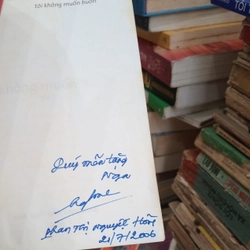 tôi không muốn buồn
Quý mến tặng
Nga
Phan Thị Nguyệt Hồng
21/7/2006